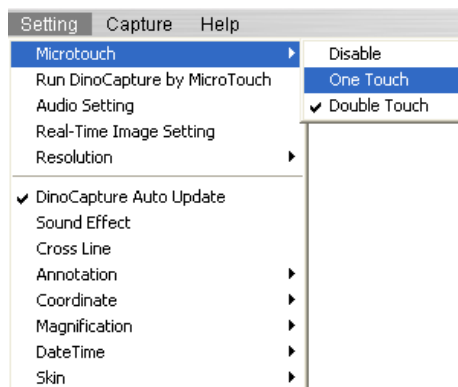 Setting Capture Help
Microtouch
Run DinoCapture by MicroTouch
Audio Setting
Real-Time Image Setting
Resolution
DinoCapture Auto Update
Sound Effect
Cross Line
Annotation
Coordinate
Magnification
DateTime
Skin
Disable
One Touch
Double Touch